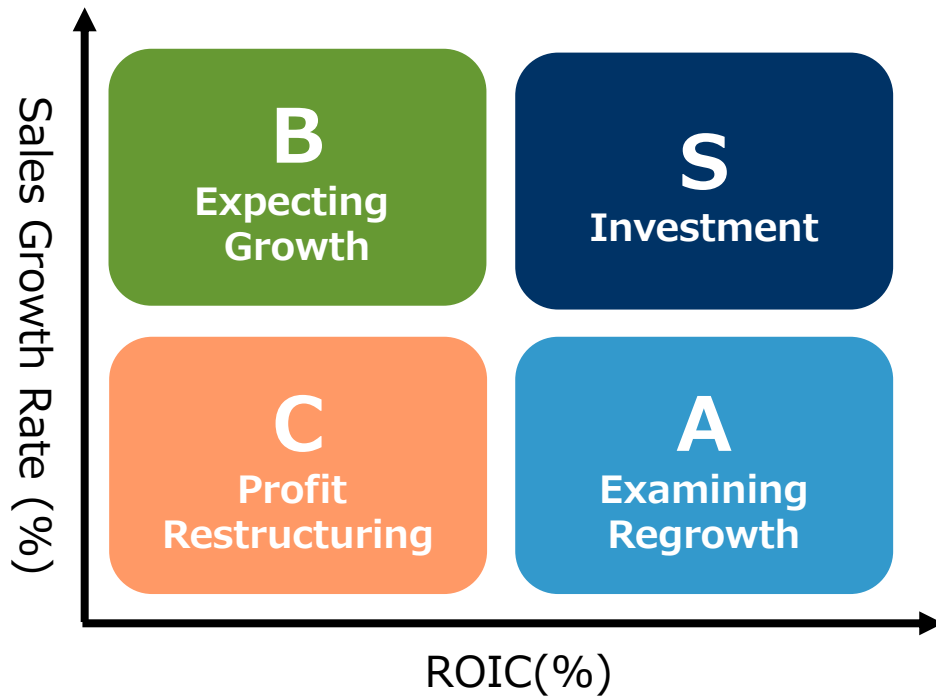 Sales Growth Rate (%)
B
Expecting
Growth
S
Investment
C
Profit
Restructuring
A
Examining
Regrowth
ROIC(%)